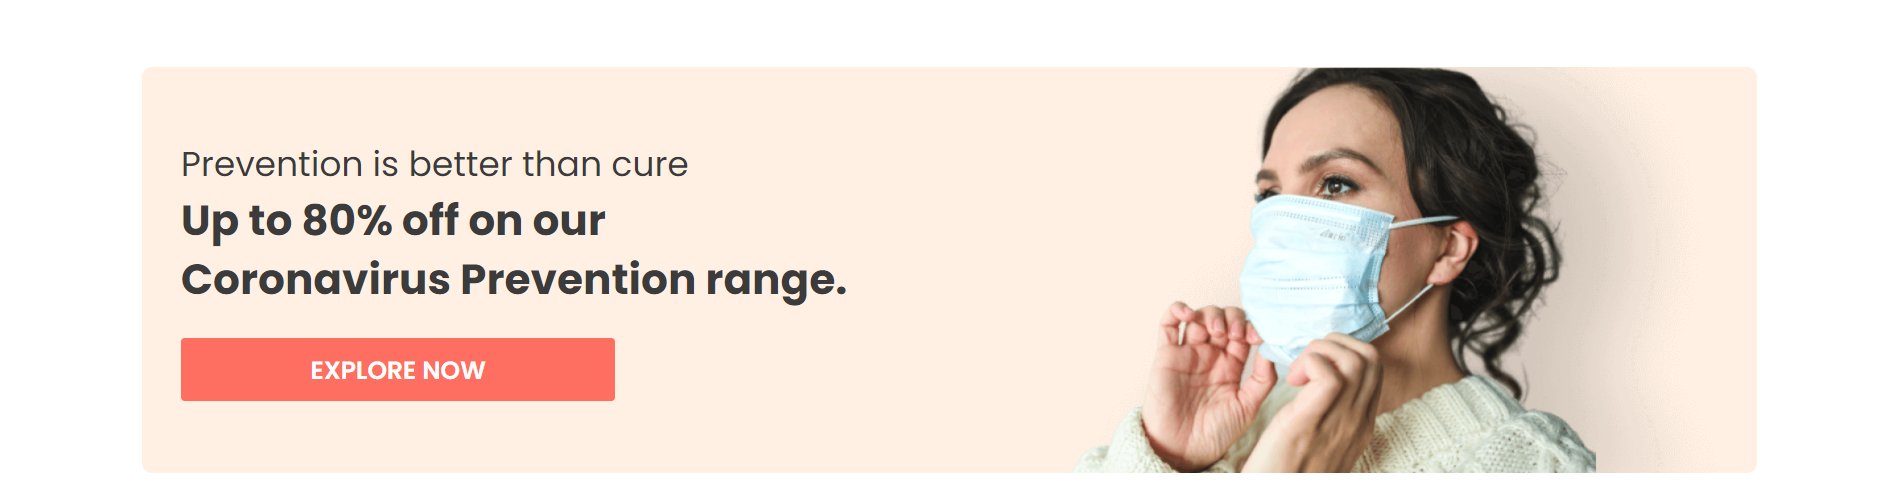 Prevention is better than cure
Up to 80% off on our
Coronavirus Prevention range.
EXPLORE NOW